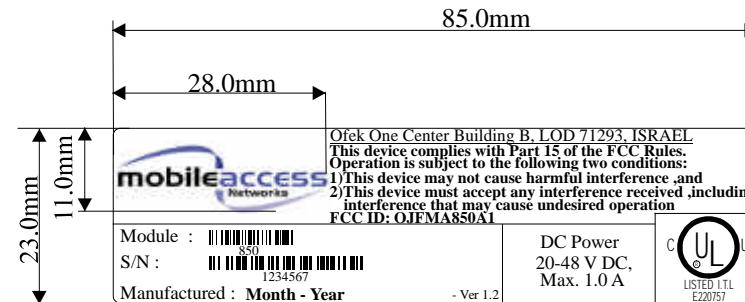 85.0mm
28.0mm
23.0mm
11.0mm
mobileaccess
Networks
Ofek One Center Building B, LOD 71293, ISRAEL
This device complies with Part 15 of the FCC Rules.
Operation is subject to the following two conditions:
1)This device may not cause harmful interference ,and
2)This device must accept any interference received ,includin
interference that may cause undesired operation
FCC ID: OJFMA850A1
Module :
850
S/N :
1234567
Manufactured : Month - Year
- Ver 1.2
DC Power
20-48 V DC,
Max. 1.0 A
C UL U
®
LISTED I.T.L
E220757